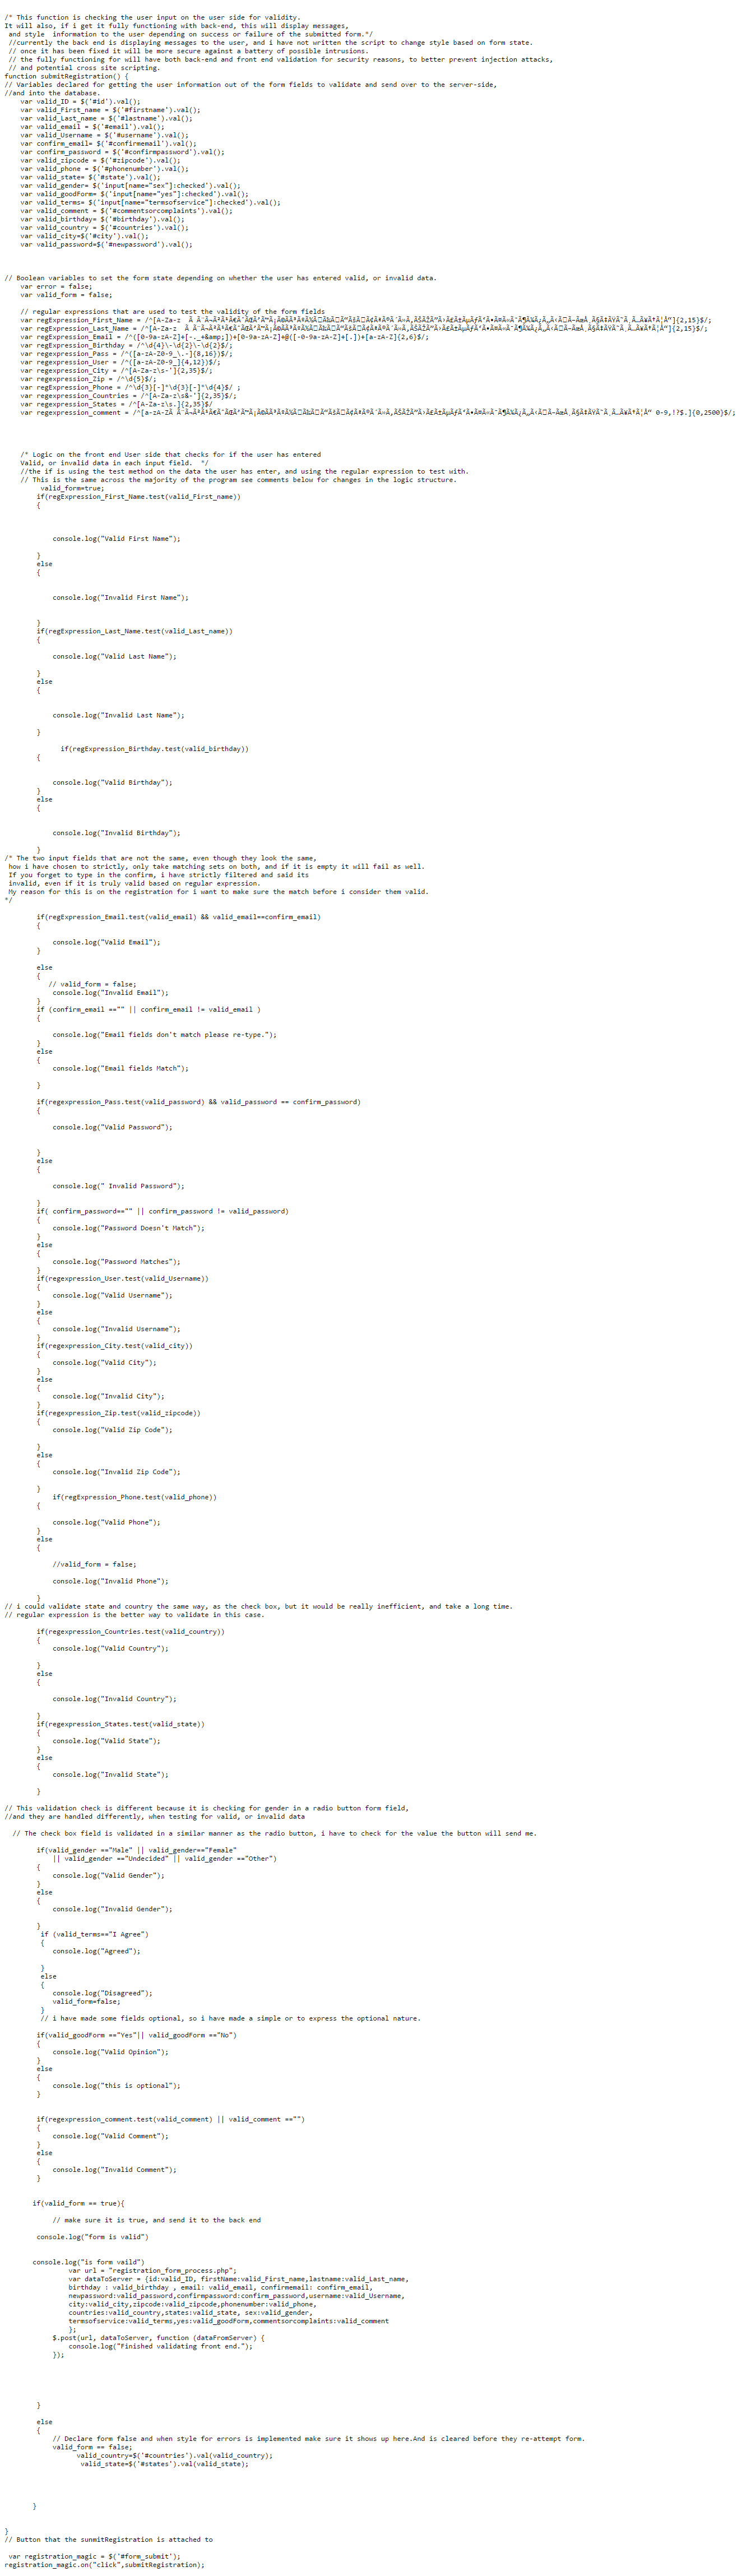 /* This function is checking the user input on the user side for validity.
It will also, if i get it fully functioning with back-end, this will display messages,
and style  information to the user depending on success or failure of the submitted form.*/
//currently the back end is displaying messages to the user, and i have not written the script to change style based on form state.
// once it has been fixed it will be more secure against a battery of possible intrusions.
// the fully functioning for will have both back-end and front end validation for security reasons, to better prevent injection attacks,
// and potential cross site scripting.
function submitRegistration() {
// Variables declared for getting the user information out of the form fields to validate and send over to the server-side,
//and into the database.
var valid_ID = $('#id').val();
var valid_First_name = $('#firstname').val();
var valid_Last_name = $('#lastname').val();
var valid_email = $('#email').val();
var valid_Username = $('#username').val();
var confirm_email= $('#confirmemail').val();
var confirm_password = $('#confirmpassword').val();
var valid_zipcode = $('#zipcode').val();
var valid_phone = $('#phonenumber').val();
var valid_state= $('#state').val();
var valid_gender= $('input[name="sex"]:checked').val();
var valid_goodForm= $('input[name="yes"]:checked').val();
var valid_terms= $('input[name="termsofservice"]:checked').val();
var valid_comment = $('#commentsorcomplaints').val();
var valid_birthday= $('#birthday').val();
var valid_country = $('#countries').val();
var valid_city=$('#city').val();
var valid_password=$('#newpassword').val();
// Boolean variables to set the form state depending on whether the user has entered valid, or invalid data.
var error = false;
var valid_form = false;
// regular expressions that are used to test the validity of the form fields
var regExpression_First_Name = /^[A-Za-z ]{2,15}$/;
var regExpression_Last_Name = /^[A-Za-z ]{2,15}$/;
var regExpression_Email = /^([0-9a-zA-Z]+[-._+&amp;])+[0-9a-zA-Z]+@([-0-9a-zA-Z]+[.])+[a-zA-Z]{2,6}$/;
var regExpression_Birthday = /^\d{4}\-\d{2}\-\d{2}$/;
var regexpression_Pass = /^([a-zA-Z0-9_\.-]{8,16})$/;
var regexpression_User = /^([a-zA-Z0-9_]{4,12})$/;
var regexpression_City = /^[A-Za-z\s-']{2,35}$/;
var regexpression_Zip = /^\d{5}$/;
var regExpression_Phone = /^\d{3}[-]*\d{3}[-]*\d{4}$/ ;
var regexpression_Countries = /^[A-Za-z\s&-']{2,35}$/;
var regexpression_States = /^[A-Za-z\s.]{2,35}$/
var regexpression_comment = /^[a-zA-Z 0-9,!?$.]{0,2500}$/;
/* Logic on the front end User side that checks for if the user has entered
Valid, or invalid data in each input field.  */
//the if is using the test method on the data the user has enter, and using the regular expression to test with.
// This is the same across the majority of the program see comments below for changes in the logic structure.
valid_form=true;
if(regExpression_First_Name.test(valid_First_name))
{
console.log("Valid First Name");
}
else
{
console.log("Invalid First Name");
}
if(regExpression_Last_Name.test(valid_Last_name))
{
console.log("Valid Last Name");
}
else
{
console.log("Invalid Last Name");
}
if(regExpression_Birthday.test(valid_birthday))
{
console.log("Valid Birthday");
}
else
{
console.log("Invalid Birthday");
}
/* The two input fields that are not the same, even though they look the same,
how i have chosen to strictly, only take matching sets on both, and if it is empty it will fail as well.
If you forget to type in the confirm, i have strictly filtered and said its
invalid, even if it is truly valid based on regular expression.
My reason for this is on the registration for i want to make sure the match before i consider them valid.
*/
if(regExpression_Email.test(valid_email) && valid_email==confirm_email)
{
console.log("Valid Email");
}
else
{
// valid_form = false;
console.log("Invalid Email");
}
if (confirm_email =="" || confirm_email != valid_email )
{
console.log("Email fields don't match please re-type.");
}
else
{
console.log("Email fields Match");
}
if(regexpression_Pass.test(valid_password) && valid_password == confirm_password)
{
console.log("Valid Password");
}
else
{
console.log(" Invalid Password");
}
if( confirm_password=="" || confirm_password != valid_password)
{
console.log("Password Doesn't Match");
}
else
{
console.log("Password Matches");
}
if(regexpression_User.test(valid_Username))
{
console.log("Valid Username");
}
else
{
console.log("Invalid Username");
}
if(regexpression_City.test(valid_city))
{
console.log("Valid City");
}
else
{
console.log("Invalid City");
}
if(regexpression_Zip.test(valid_zipcode))
{
console.log("Valid Zip Code");
}
else
{
console.log("Invalid Zip Code");
}
if(regExpression_Phone.test(valid_phone))
{
console.log("Valid Phone");
}
else
{
//valid_form = false;
console.log("Invalid Phone");
}
// i could validate state and country the same way, as the check box, but it would be really inefficient, and take a long time.
// regular expression is the better way to validate in this case.
if(regexpression_Countries.test(valid_country))
{
console.log("Valid Country");
}
else
{
console.log("Invalid Country");
}
if(regexpression_States.test(valid_state))
{
console.log("Valid State");
}
else
{
console.log("Invalid State");
}
// This validation check is different because it is checking for gender in a radio button form field,
//and they are handled differently, when testing for valid, or invalid data
// The check box field is validated in a similar manner as the radio button, i have to check for the value the button will send me.
if(valid_gender =="Male" || valid_gender=="Female"
|| valid_gender =="Undecided" || valid_gender =="Other")
{
console.log("Valid Gender");
}
else
{
console.log("Invalid Gender");
}
if (valid_terms=="I Agree")
{
console.log("Agreed");
}
else
{
console.log("Disagreed");
valid_form=false;
}
// i have made some fields optional, so i have made a simple or to express the optional nature.
if(valid_goodForm =="Yes"|| valid_goodForm =="No")
{
console.log("Valid Opinion");
}
else
{
console.log("this is optional");
}
if(regexpression_comment.test(valid_comment) || valid_comment =="")
{
console.log("Valid Comment");
}
else
{
console.log("Invalid Comment");
}
if(valid_form == true){
// make sure it is true, and send it to the back end
console.log("form is valid")
console.log("is form vaild")
var url = "registration_form_process.php";
var dataToServer = {id:valid_ID, firstName:valid_First_name,lastname:valid_Last_name,
birthday : valid_birthday , email: valid_email, confirmemail: confirm_email,
newpassword:valid_password,confirmpassword:confirm_password,username:valid_Username,
city:valid_city,zipcode:valid_zipcode,phonenumber:valid_phone,
countries:valid_country,states:valid_state, sex:valid_gender,
termsofservice:valid_terms,yes:valid_goodForm,commentsorcomplaints:valid_comment
};
$.post(url, dataToServer, function (dataFromServer) {
console.log("Finished validating front end.");
});
}
else
{
// Declare form false and when style for errors is implemented make sure it shows up here.And is cleared before they re-attempt form.
valid_form == false;
valid_country=$('#countries').val(valid_country);
valid_state=$('#states').val(valid_state);
}
}
// Button that the sunmitRegistration is attached to
var registration_magic = $('#form_submit');
registration_magic.on("click",submitRegistration);